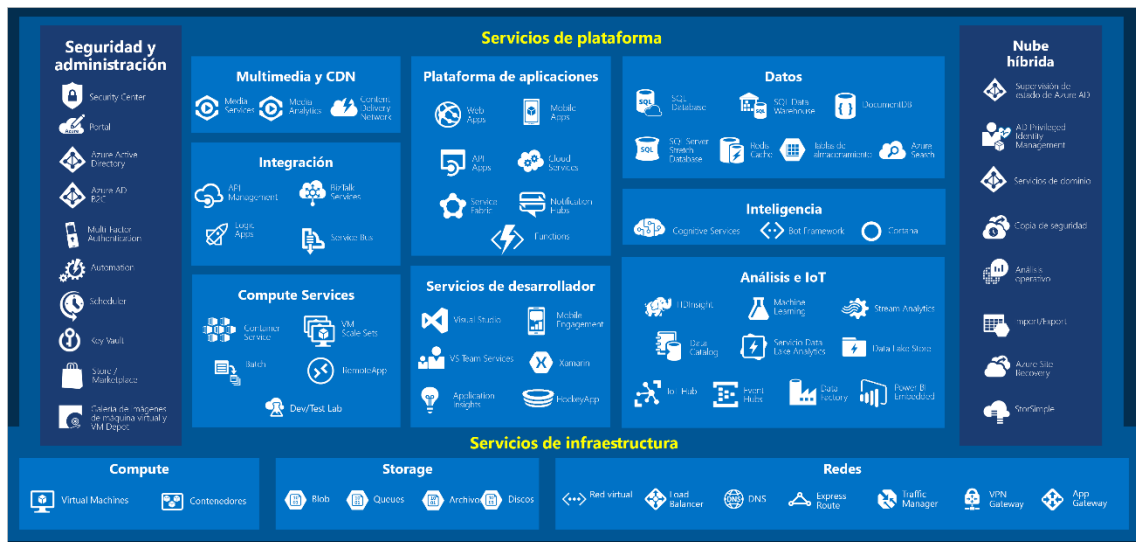 Servicios de plataforma
Seguridad y
administración
Security Center
Portal
Azure Active
Directory
Azure AD
B2C
Multi Factor
Authentication
Automation
Scheduler
Key Vault
Store /
Marketplace
Galería de imágenes
de máquina virtual y
VM Depot
Multimedia y CDN
Media
Services
Media
Analytics
Content
Delivery
Network
Integración
API
Management
BizTalk
Services
Logic
Apps
Service Bus
Compute Services
Container
Service
VM
Scale Sets
Batch
RemoteApp
Dev/Test Lab
Plataforma de aplicaciones
Web
Apps
Mobile
Apps
API
Apps
Cloud
Services
Service
Fabric
Notification
Hubs
Functions
Servicios de desarrollador
Visual Studio
Mobile
Engagement
VS Team Services
Xamarin
Application
Insights
HockeyApp
Datos
SQL
Database
SQL Data
Warehouse
DocumentDB
SQL Server
Stretch
Database
Redis
Cache
Tablas de
almacenamiento
Azure
Search
Inteligencia
Cognitive Services
Bot Framework
Cortana
Análisis e IoT
HDInsight
Machine
Learning
Stream Analytics
Data
Catalog
Servicio Data
Lake Analytics
Data Lake Store
IoT Hub
Event
Hubs
Data
Factory
Power BI
Embedded
Nube
híbrida
Supervisión de
estado de Azure AD
AD Privileged
Identity
Management
Servicios de dominio
Copia de seguridad
Análisis
operativo
Import/Export
Azure Site
Recovery
StorSimple
Servicios de infraestructura
Compute
Virtual Machines
Contenedores
Storage
Blob
Queues
Archivo
Discos
Redes
Red virtual
Load
Balancer
DNS
Express
Route
Traffic
Manager
VPN
Gateway
App
Gateway